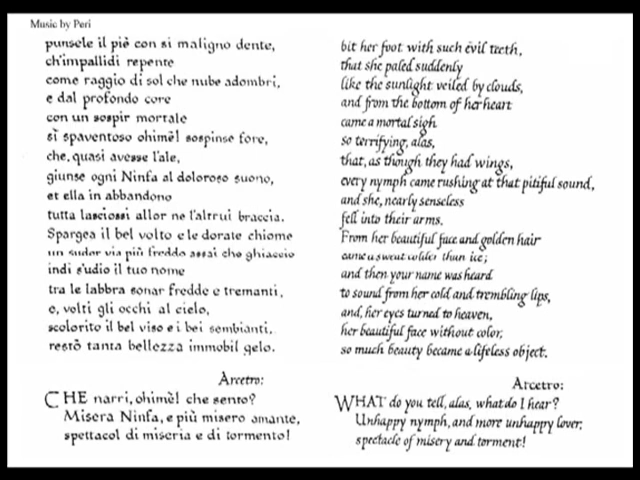 Music by Peri
punsele il piè con sì maligno dente,
ch'impallidì repente
come raggio di sol che nube adombri,
e dal profondo core
con un sospir mortale
sì spaventoso ohimè! sospinse fore,
che, quasi avesse l'ale,
giunse ogni Ninfa al doloroso suono,
et ella in abbandono
tutta lasciossi allor ne l'altrui braccia.
Spargea il bel volto e le dorate chiome
un sudor via più freddo assai che ghiaccio
indi s'udio il tuo nome
tra le labbra sonar fredde e tremanti,
e, volti gli occhi al cielo,
scolorito il bel viso e i bei sembianti,
restò tanta bellezza immobil gelo.
Arcetro:
CHE narri, ohimè! che sento?
Misera Ninfa, e più misero amante,
spettacol di miseria e di tormento!
bit her foot with such evil teeth,
that she paled suddenly
like the sunlight veiled by clouds,
and from the bottom of her heart
came a mortal sigh
so terrifying, alas,
that, as though they had wings,
every nymph came rushing at that pitiful sound,
and she, nearly senseless
fell into their arms.
From her beautiful face and golden hair
came a sweat colder than ice;
and then your name was heard
to sound from her cold and trembling lips,
and, her eyes turned to heaven,
her beautiful face without color,
so much beauty became a lifeless object.
Arcetro:
WHAT do you tell, alas, what do I hear?
Unhappy nymph, and more unhappy lover,
spectacle of misery and torment!